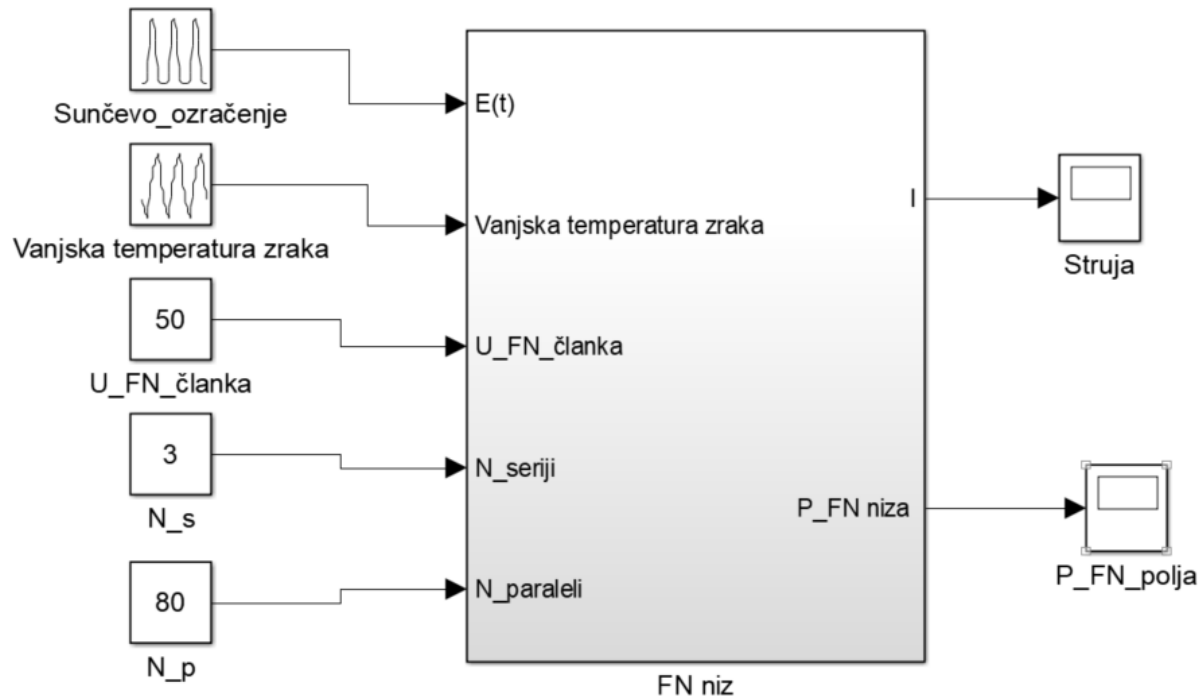 Sunčevo_ozračenje
Vanjska temperatura zraka
50
U_FN_članka
3
N_s
80
N_p
E(t)
Vanjska temperatura zraka
U_FN_članka
N_seriji
N_paraleli
I
P_FN niza
FN niz
Struja
P_FN_polja